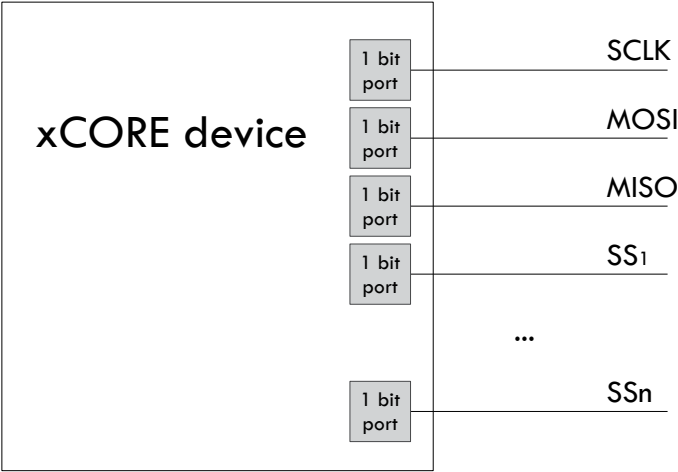 xCORE device
1 bit
port
SCLK
1 bit
port
MOSI
1 bit
port
MISO
1 bit
port
SS1
...
1 bit
port
SSn